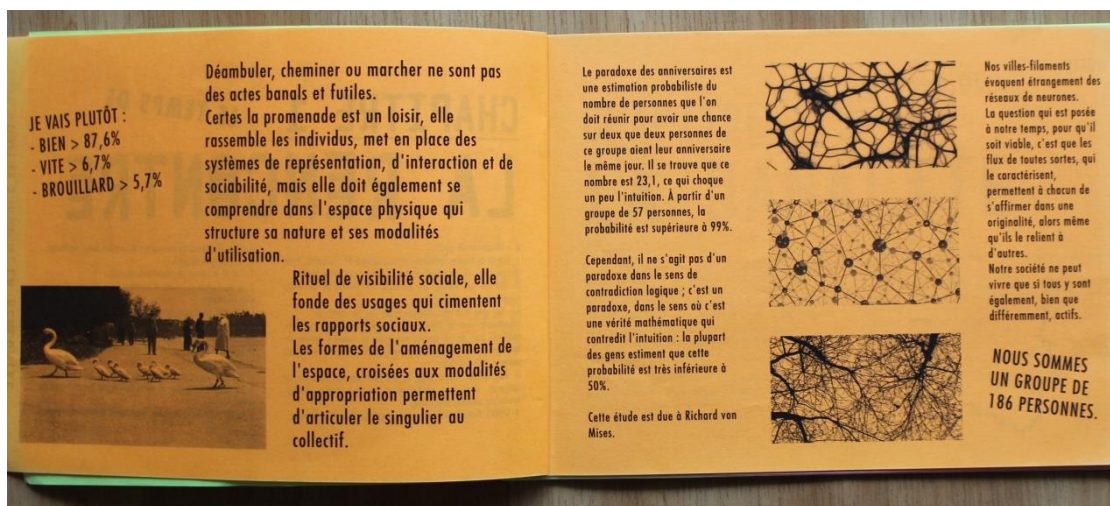 JE VAIS PLUTÔT :
- BIEN > 87,6%
- VITE > 6,7%
- BROUILLARD > 5,7%
Déambuler, cheminer ou marcher ne sont pas
des actes banals et futiles.
Certes la promenade est un loisir, elle
rassemble les individus, met en place des
systèmes de représentation, d'interaction et de
sociabilité, mais elle doit également se
comprendre dans l'espace physique qui
structure sa nature et ses modalités
d'utilisation.
Rituel de visibilité sociale, elle
fonde des usages qui cimentent
les rapports sociaux.
Les formes de l'aménagement de
l'espace, croisées aux modalités
d'appropriation permettent
d'articuler le singulier au
collectif.
Le paradoxe des anniversaires est
une estimation probabiliste du
nombre de personnes que l'on
doit réunir pour avoir une chance
sur deux que deux personnes de
ce groupe aient leur anniversaire
le même jour. Il se trouve que ce
nombre est 23,1, ce qui choque
un peu l'intuition. À partir d'un
groupe de 57 personnes, la
probabilité est supérieure à 99%.
Cependant, il ne s'agit pas d'un
paradoxe dans le sens de
contradiction logique ; c'est un
paradoxe, dans le sens où c'est
une vérité mathématique qui
contredit l'intuition : la plupart
des gens estiment que cette
probabilité est très inférieure à
50%.
Cette étude est due à Richard von
Mises.
Nos villes-filaments
évoquent étrangement des
réseaux de neurones.
La question qui est posée
à notre temps, pour qu'il
soit viable, c'est que les
flux de toutes sortes, qui
le caractérisent,
permettent à chacun de
s'affirmer dans une
originalité, alors même
qu'ils le relient à
d'autres.
Notre société ne peut
vivre que si tous y sont
également, bien que
différemment, actifs.
NOUS SOMMES
UN GROUPE DE
186 PERSONNES.